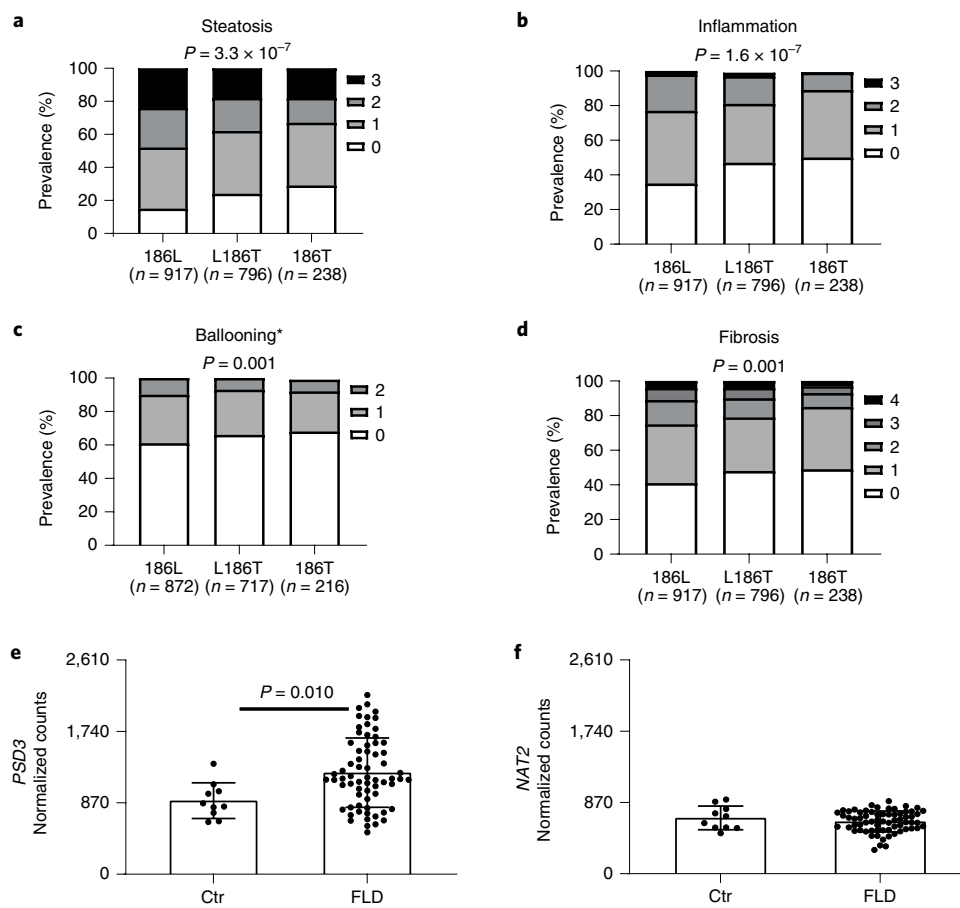 a
Steatosis
P = 3.3 × 10−7
100
80
60
40
20
0
Prevalence (%)
3
2
1
0
186L L186T 186T
(n = 917) (n = 796) (n = 238)
b
Inflammation
P = 1.6 × 10−7
100
80
60
40
20
0
Prevalence (%)
3
2
1
0
186L L186T 186T
(n = 917) (n = 796) (n = 238)
c
Ballooning*
P = 0.001
100
80
60
40
20
0
Prevalence (%)
2
1
0
186L L186T 186T
(n = 872) (n = 717) (n = 216)
d
Fibrosis
P = 0.001
100
80
60
40
20
0
Prevalence (%)
4
3
2
1
0
186L L186T 186T
(n = 917) (n = 796) (n = 238)
e
2,610
1,740
870
0
PSD3
Normalized counts
P = 0.010
Ctr FLD
f
2,610
1,740
870
0
NAT2
Normalized counts
Ctr FLD